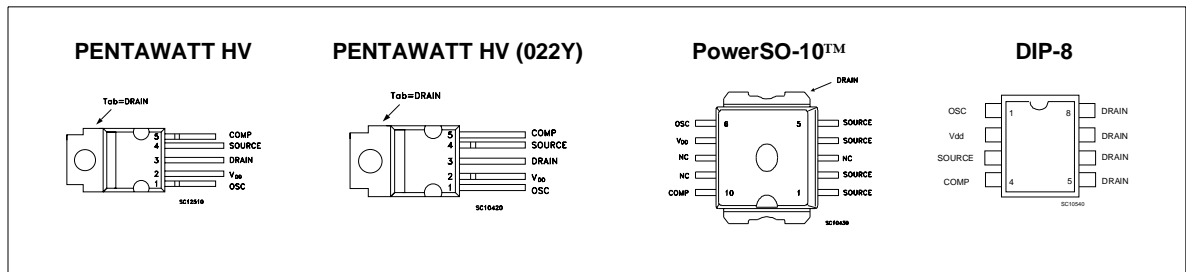 PENTAWATT HV
Tab=DRAIN
5 COMP
4 SOURCE
3 DRAIN
2 VDD
1 OSC
SC12510
PENTAWATT HV (022Y)
Tab=DRAIN
5 COMP
4 SOURCE
3 DRAIN
2 VDD
1 OSC
SC10420
PowerSO-10™
DRAIN
OSC 6 5 SOURCE
VDD SOURCE
NC NC
NC SOURCE
COMP 10 1 SOURCE
SC10430
DIP-8
OSC 1 8 DRAIN
Vdd DRAIN
SOURCE DRAIN
COMP 4 5 DRAIN
SC10540